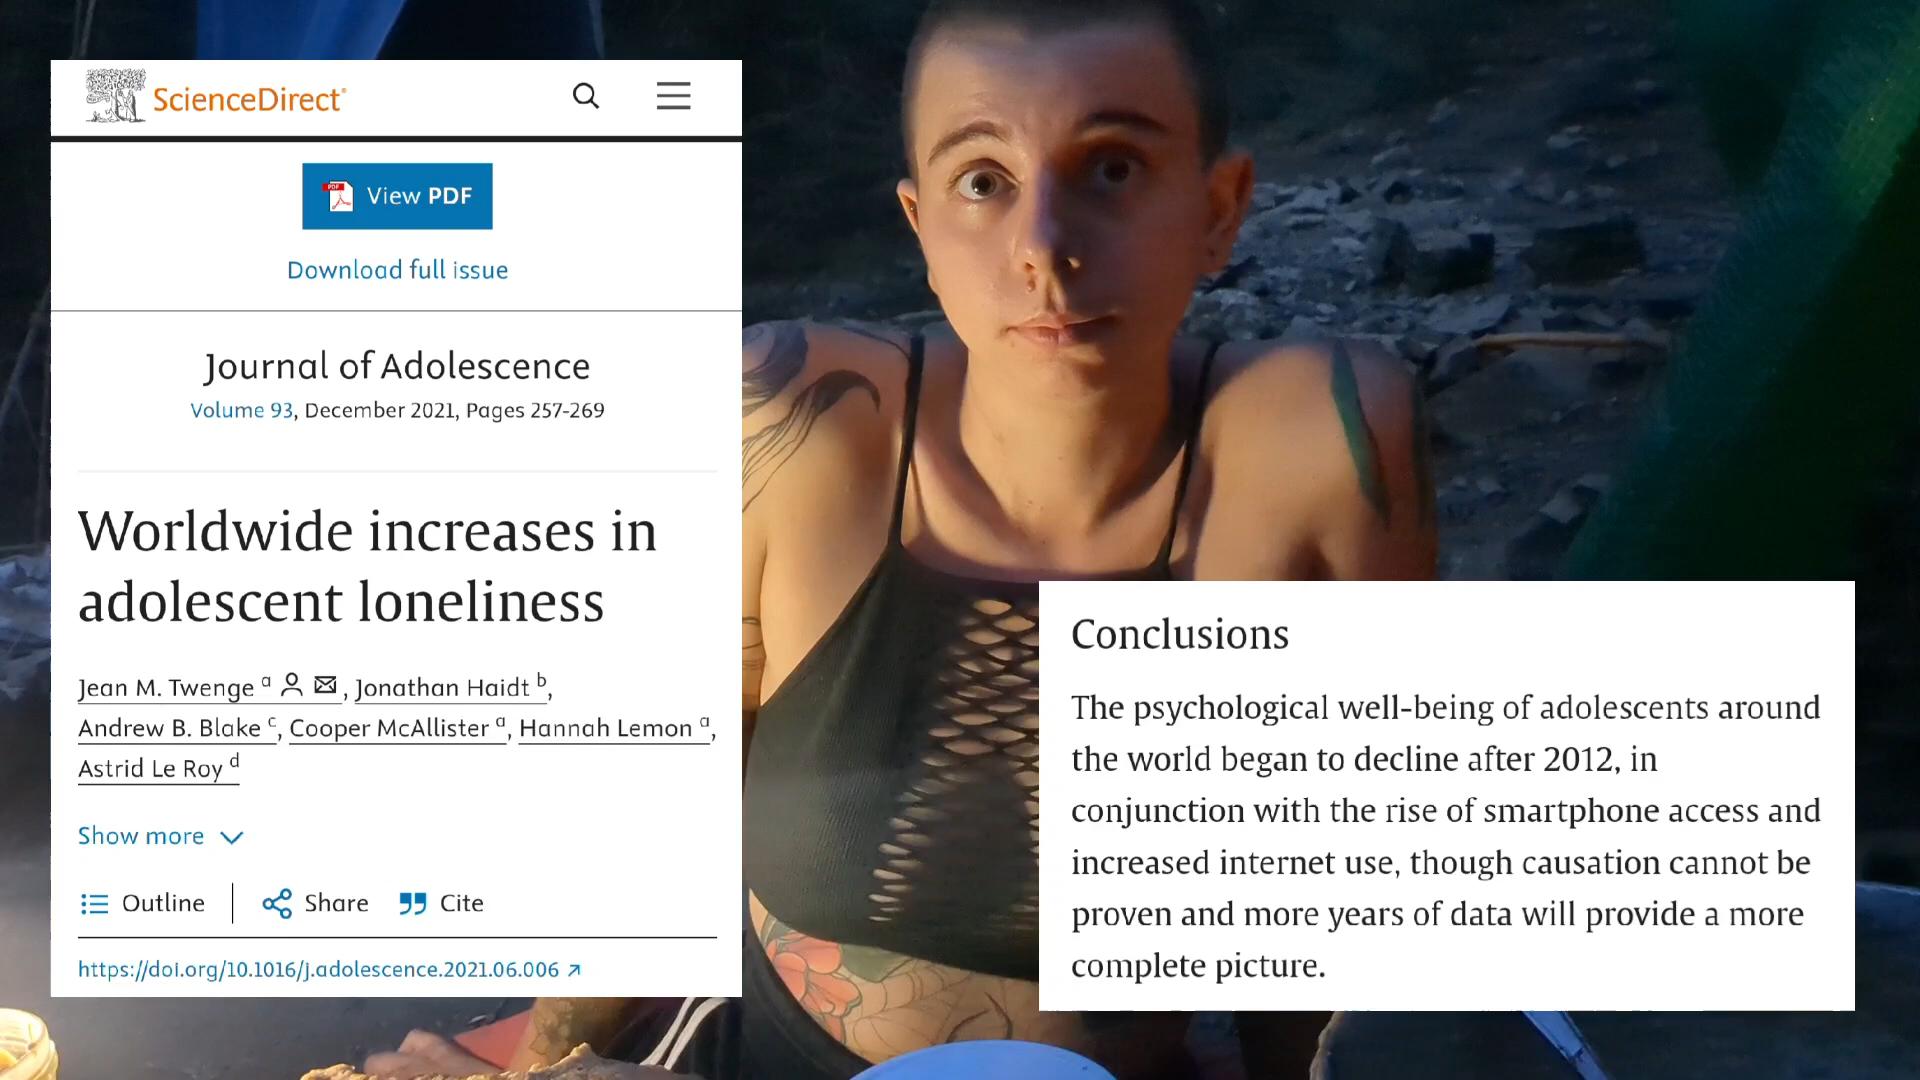 ScienceDirect®
View PDF
Download full issue
Journal of Adolescence
Volume 93, December 2021, Pages 257-269
Worldwide increases in
adolescent loneliness
Jean M. Twenge a, Jonathan Haidt b,
Andrew B. Blake c, Cooper McAllister a, Hannah Lemon a,
Astrid Le Roy d
Show more
Outline
Share
Cite
https://doi.org/10.1016/j.adolescence.2021.06.006
Conclusions
The psychological well-being of adolescents around
the world began to decline after 2012, in
conjunction with the rise of smartphone access and
increased internet use, though causation cannot be
proven and more years of data will provide a more
complete picture.